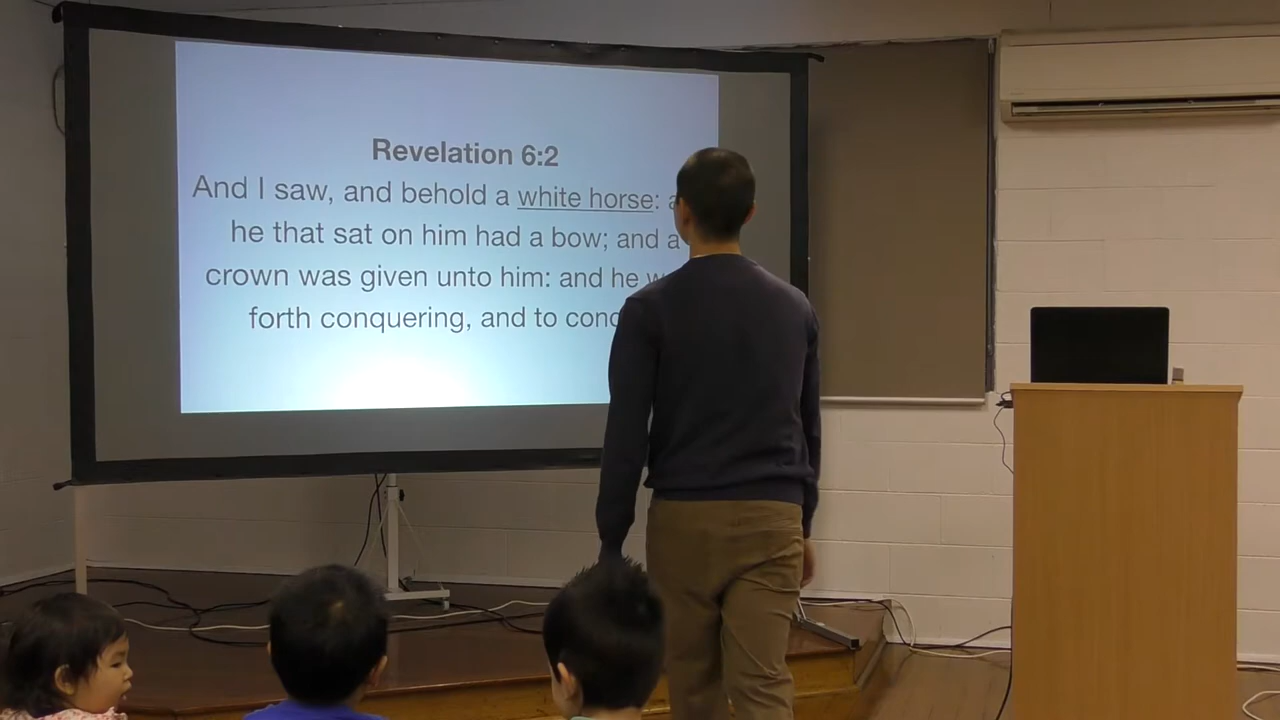 Revelation 6:2
And I saw, and behold a white horse:
he that sat on him had a bow; and a
crown was given unto him: and he
forth conquering, and to